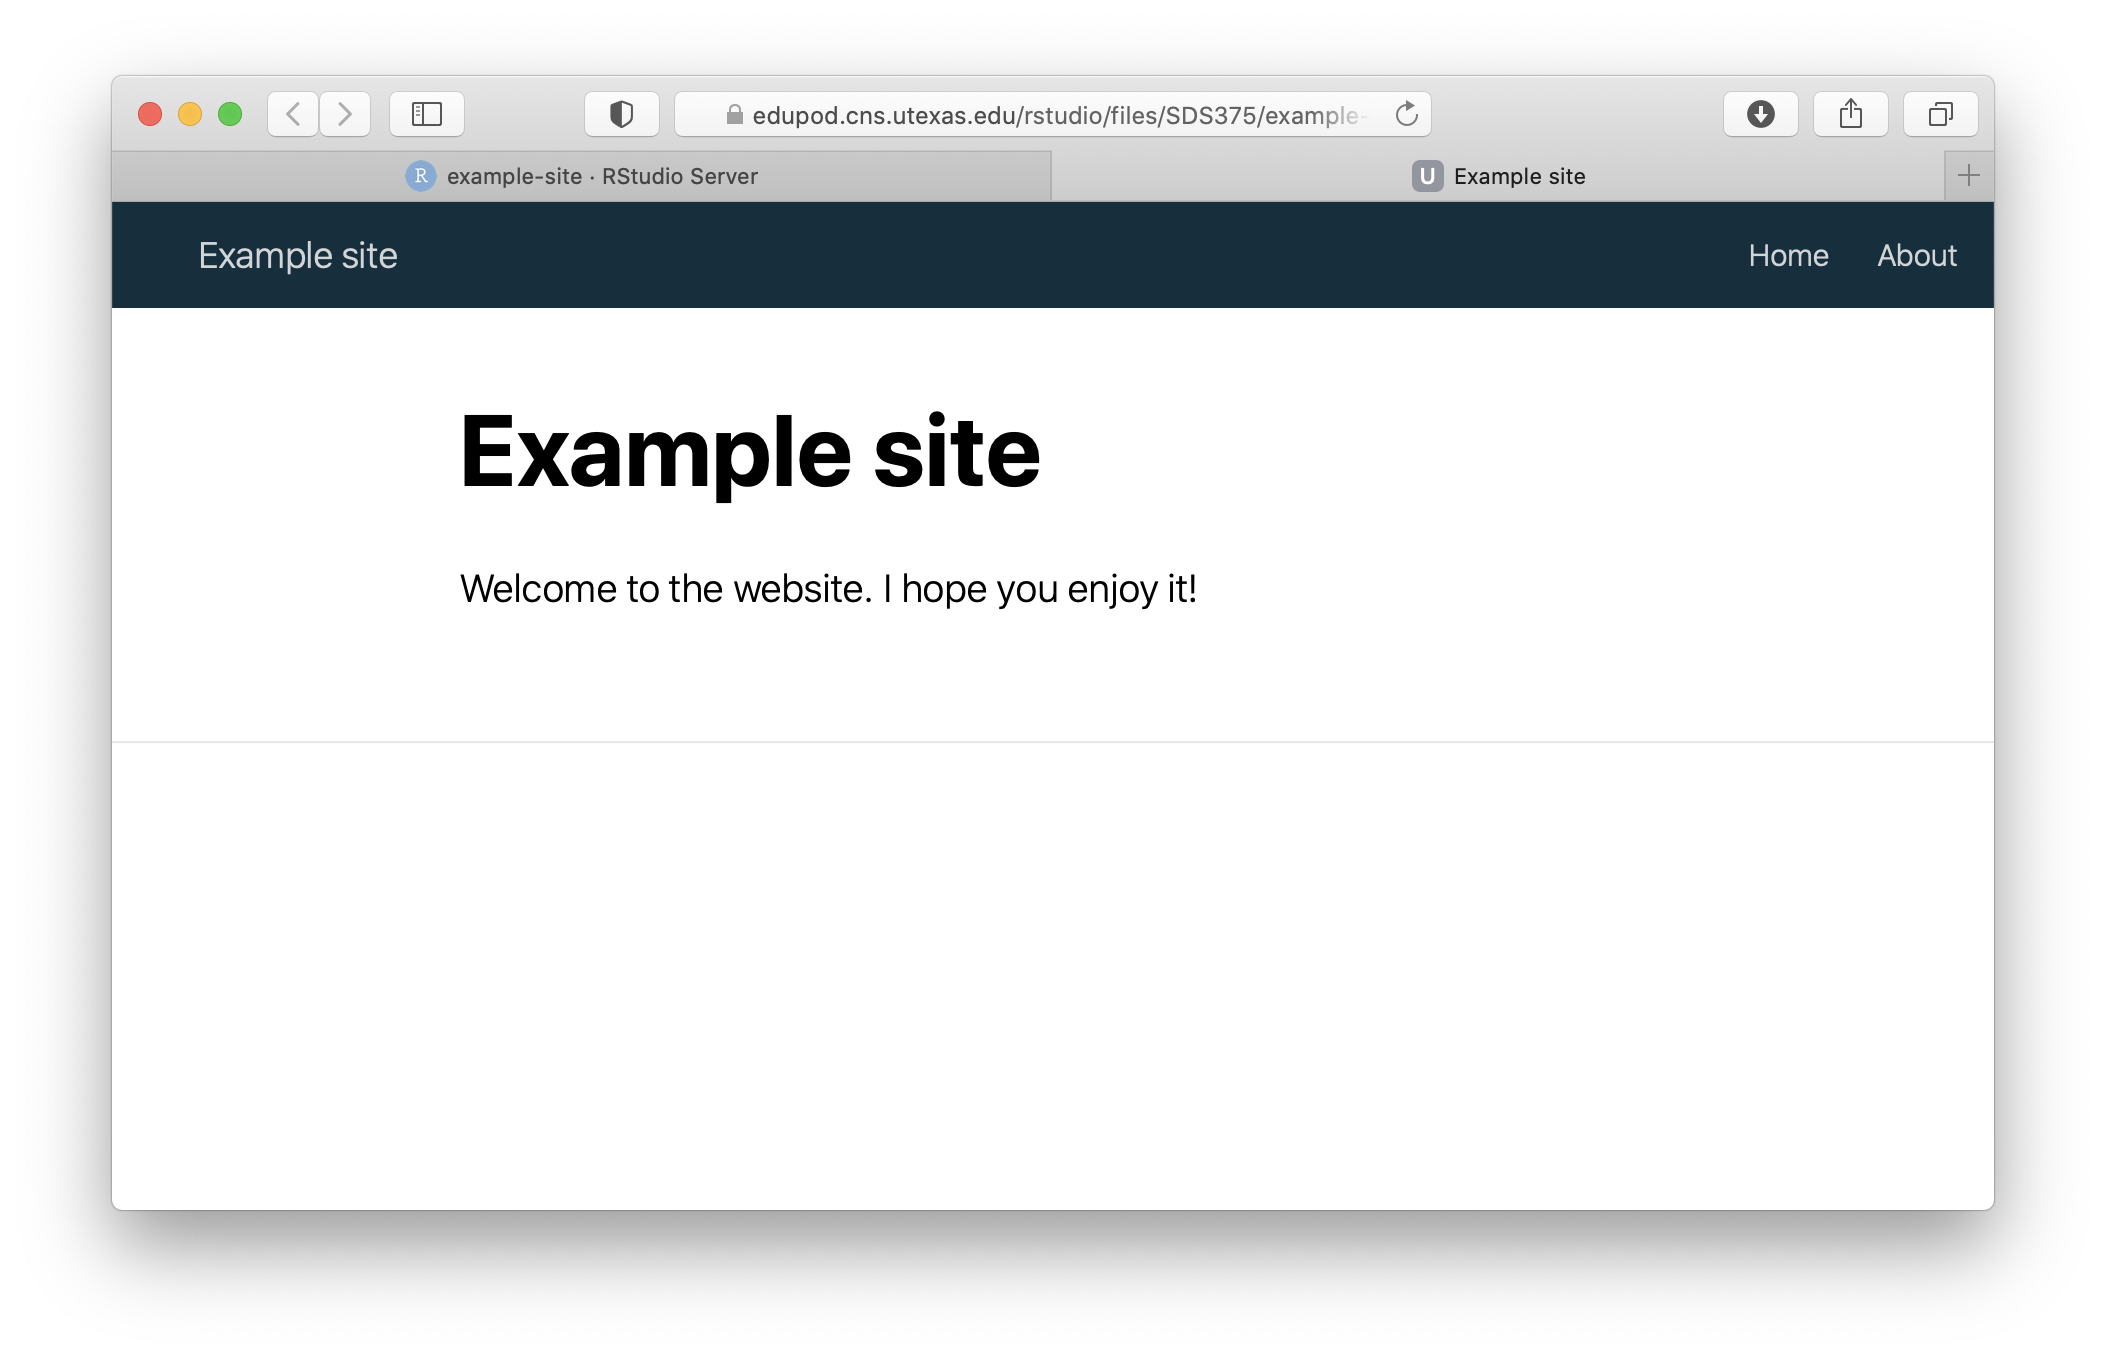 edupod.cns.utexas.edu/rstudio/files/SDS375/example-
R example-site · RStudio Server
U Example site
Example site
Home About
Example site
Welcome to the website. I hope you enjoy it!